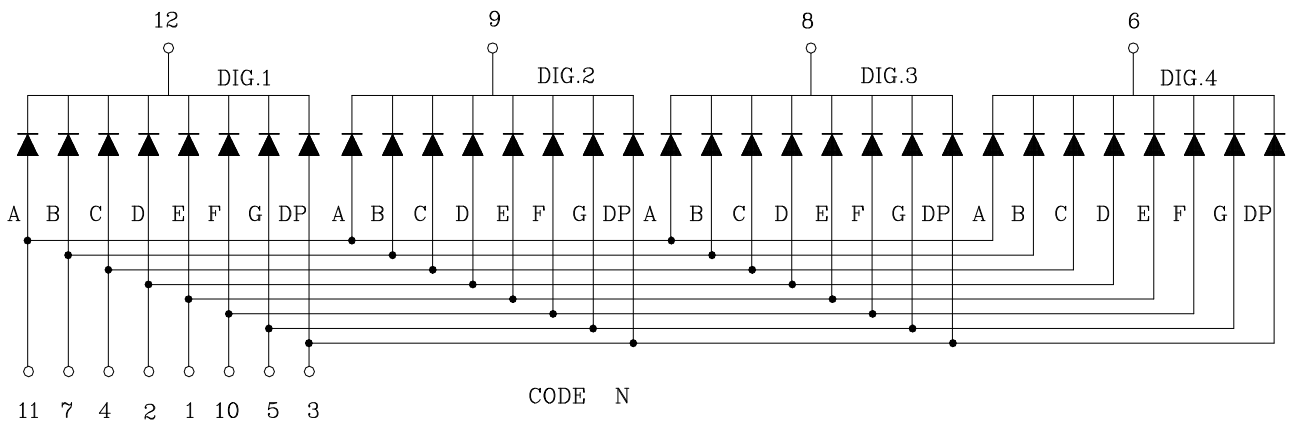 12 9 8 6
DIG.1 DIG.2 DIG.3 DIG.4
A B C D E F G DP A B C D E F G DP A B C D E F G DP A B C D E F G DP
CODE N
11 7 4 2 1 10 5 3